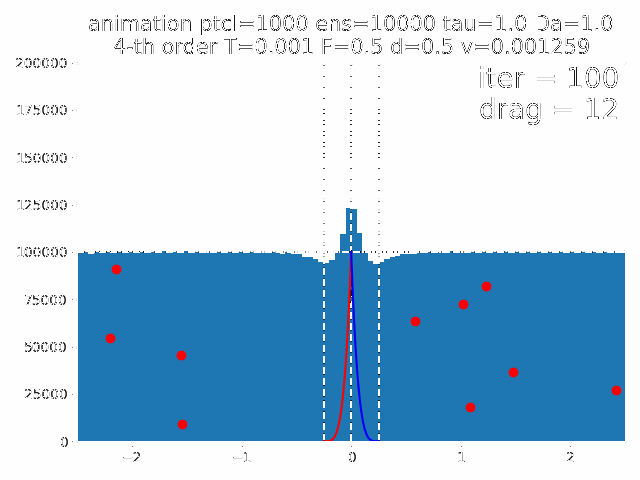 animation ptcl=1000 ens=10000 tau=1.0 Da=1.0
4-th order T=0.001 F=0.5 d=0.5 v=0.001259
200000
iter = 100
175000
drag = 12
150000
125000
100000
75000
50000
25000
0
−2 −1 0 1 2